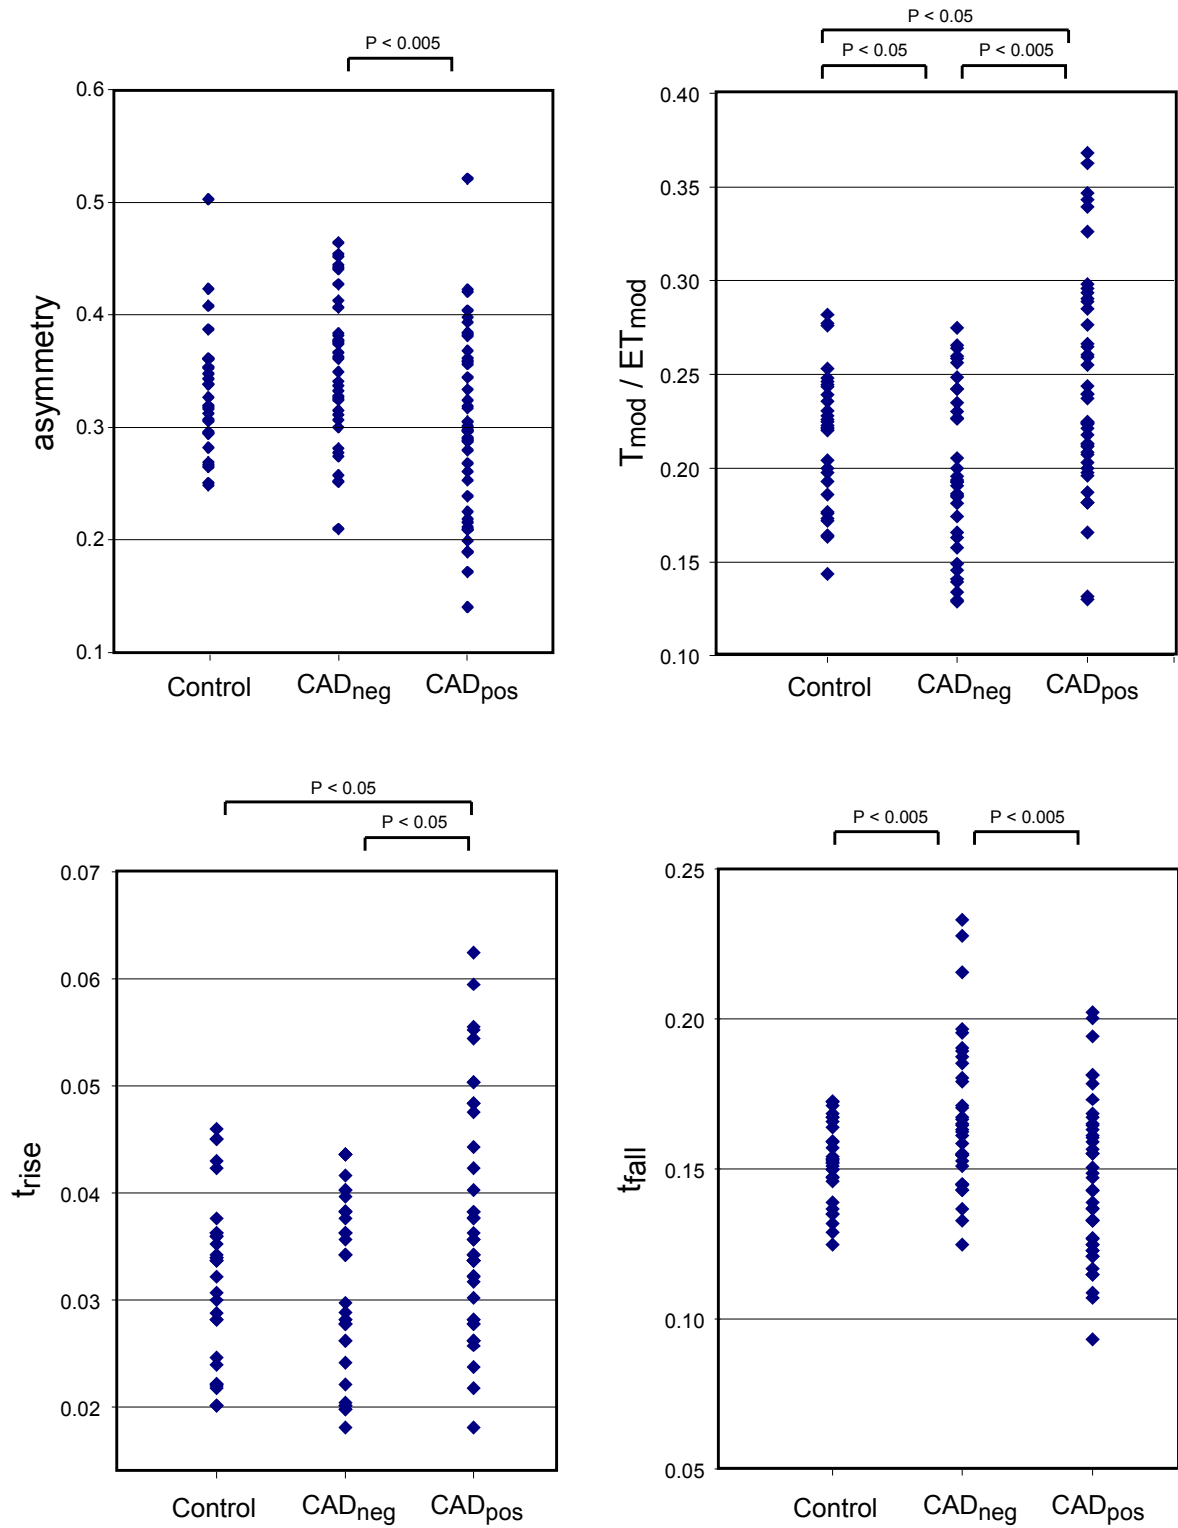 P < 0.005
0.6
0.5
0.4
0.3
0.2
0.1
asymmetry
Control CADneg CADpos
P < 0.05
P < 0.05 P < 0.005
0.40
0.35
0.30
0.25
0.20
0.15
0.10
Tmod / ETmod
Control CADneg CADpos
P < 0.05
P < 0.05
0.07
0.06
0.05
0.04
0.03
0.02
trise
Control CADneg CADpos
P < 0.005 P < 0.005
0.25
0.20
0.15
0.10
0.05
tfall
Control CADneg CADpos